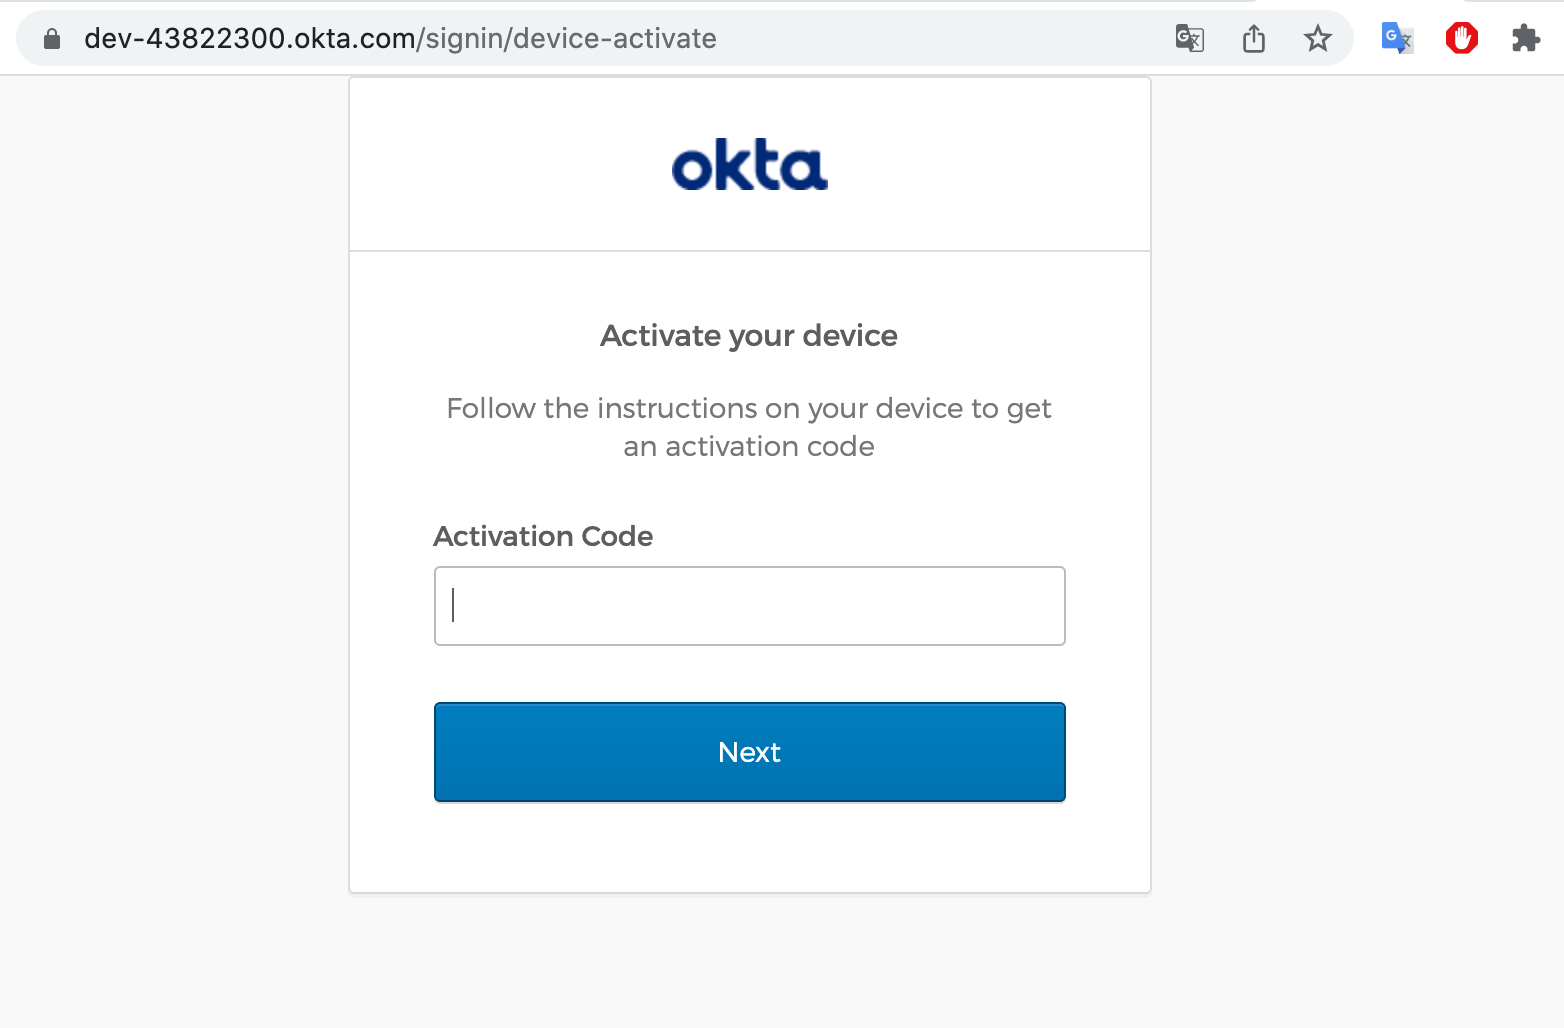 dev-43822300.okta.com/signin/device-activate
okta
Activate your device
Follow the instructions on your device to get
an activation code
Activation Code
Next